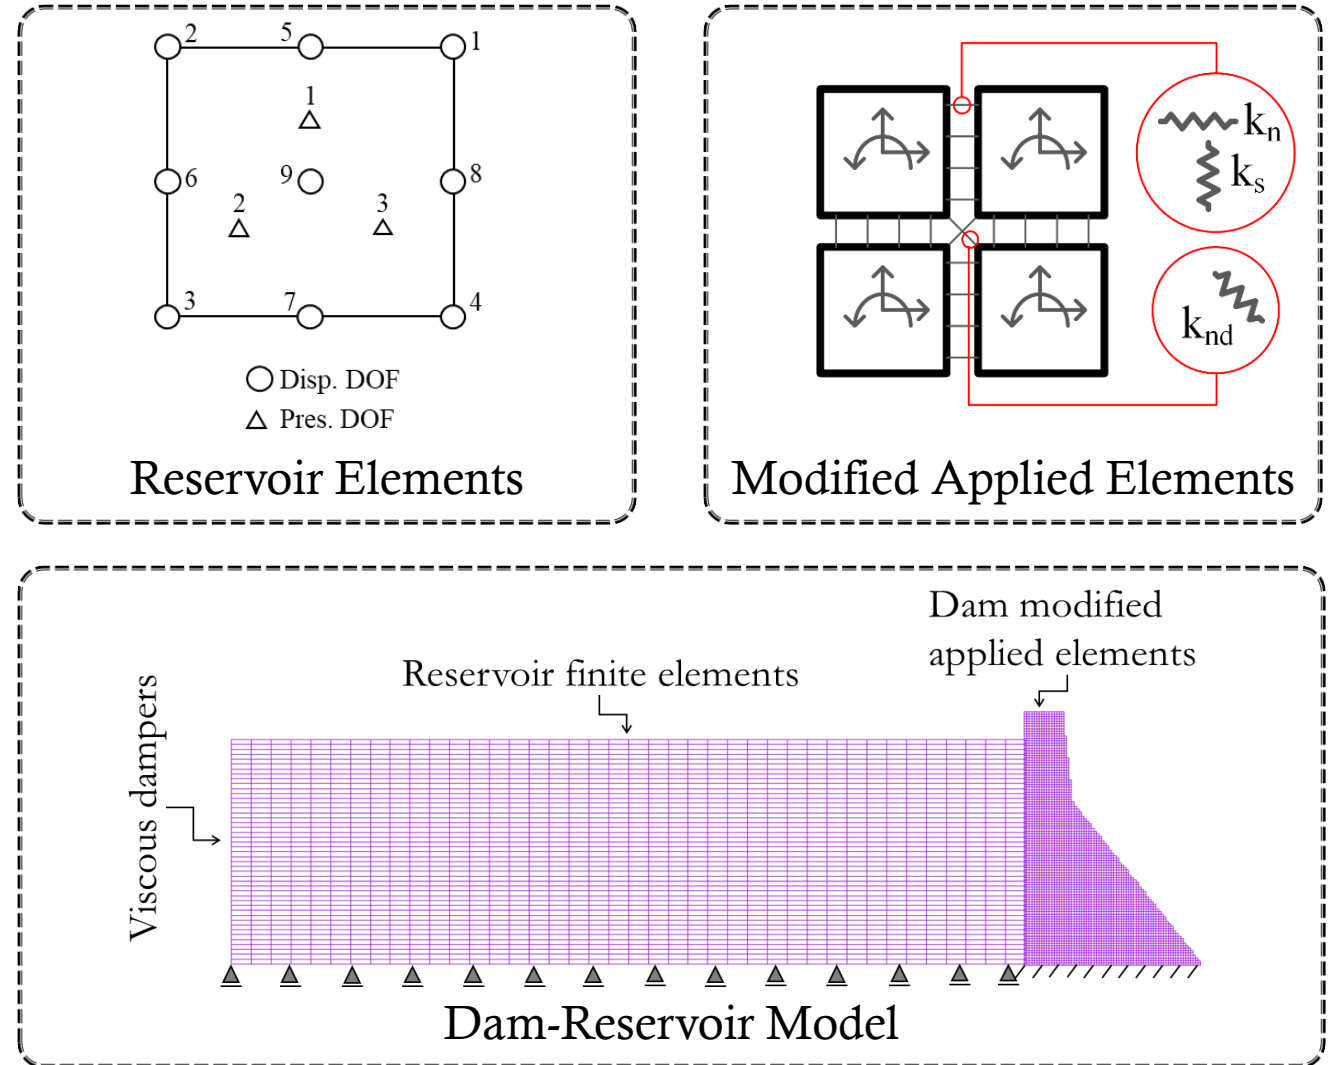 2 5 1
1
6 9 8
2 3
3 7 4
Disp. DOF
Pres. DOF
Reservoir Elements
kn
ks
knd
Modified Applied Elements
Dam modified
applied elements
Reservoir finite elements
Viscous dampers
Dam-Reservoir Model